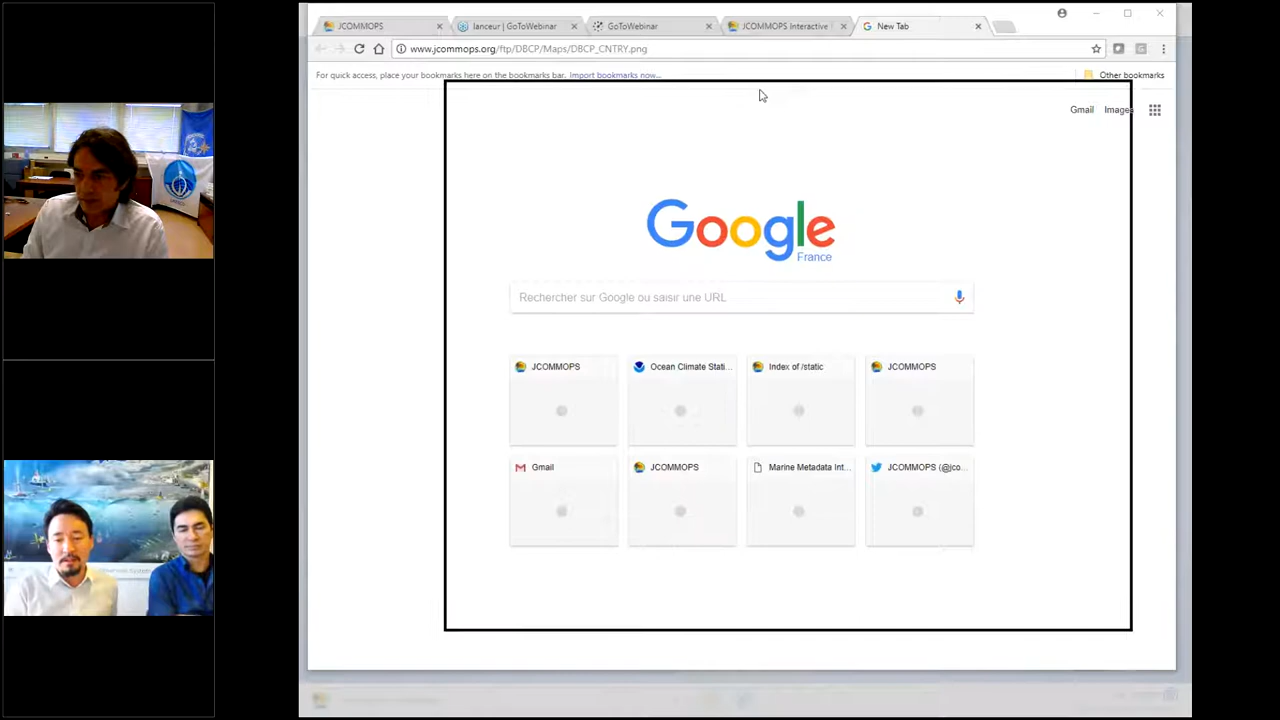 JCOMMOPS
lanceur | GoToWebinar
GoToWebinar
JCOMMOPS Interactive
New Tab
www.jcommops.org/ftp/DBCP/Maps/DBCP_CNTRY.png
For quick access, place your bookmarks here on the bookmarks bar. Import bookmarks now...
Other bookmarks
Gmail
Images
Google
France
Rechercher sur Google ou saisir une URL
JCOMMOPS
Ocean Climate Stati...
Index of /static
JCOMMOPS
Gmail
JCOMMOPS
Marine Metadata Int...
JCOMMOPS (@jco...